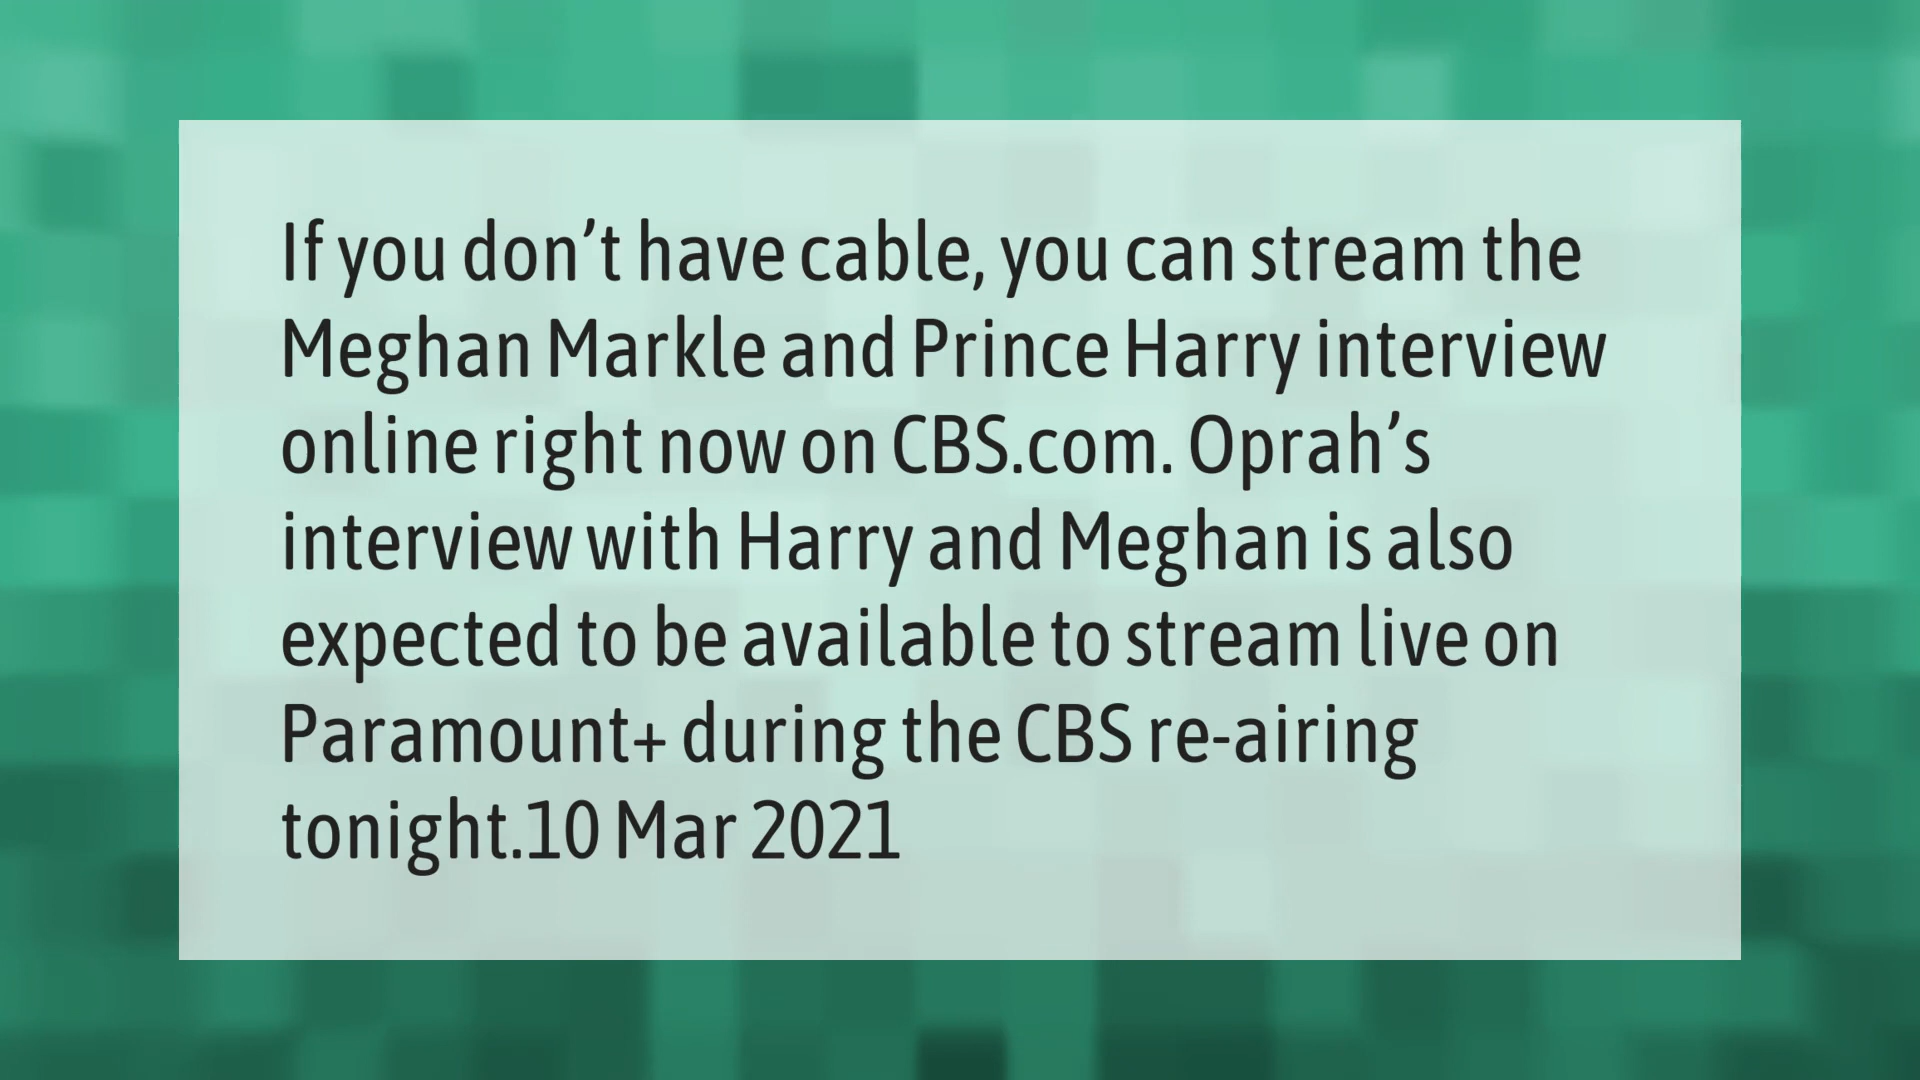 If you don’t have cable, you can stream the
Meghan Markle and Prince Harry interview
online right now on CBS.com. Oprah’s
interview with Harry and Meghan is also
expected to be available to stream live on
Paramount+ during the CBS re-airing
tonight.10 Mar 2021